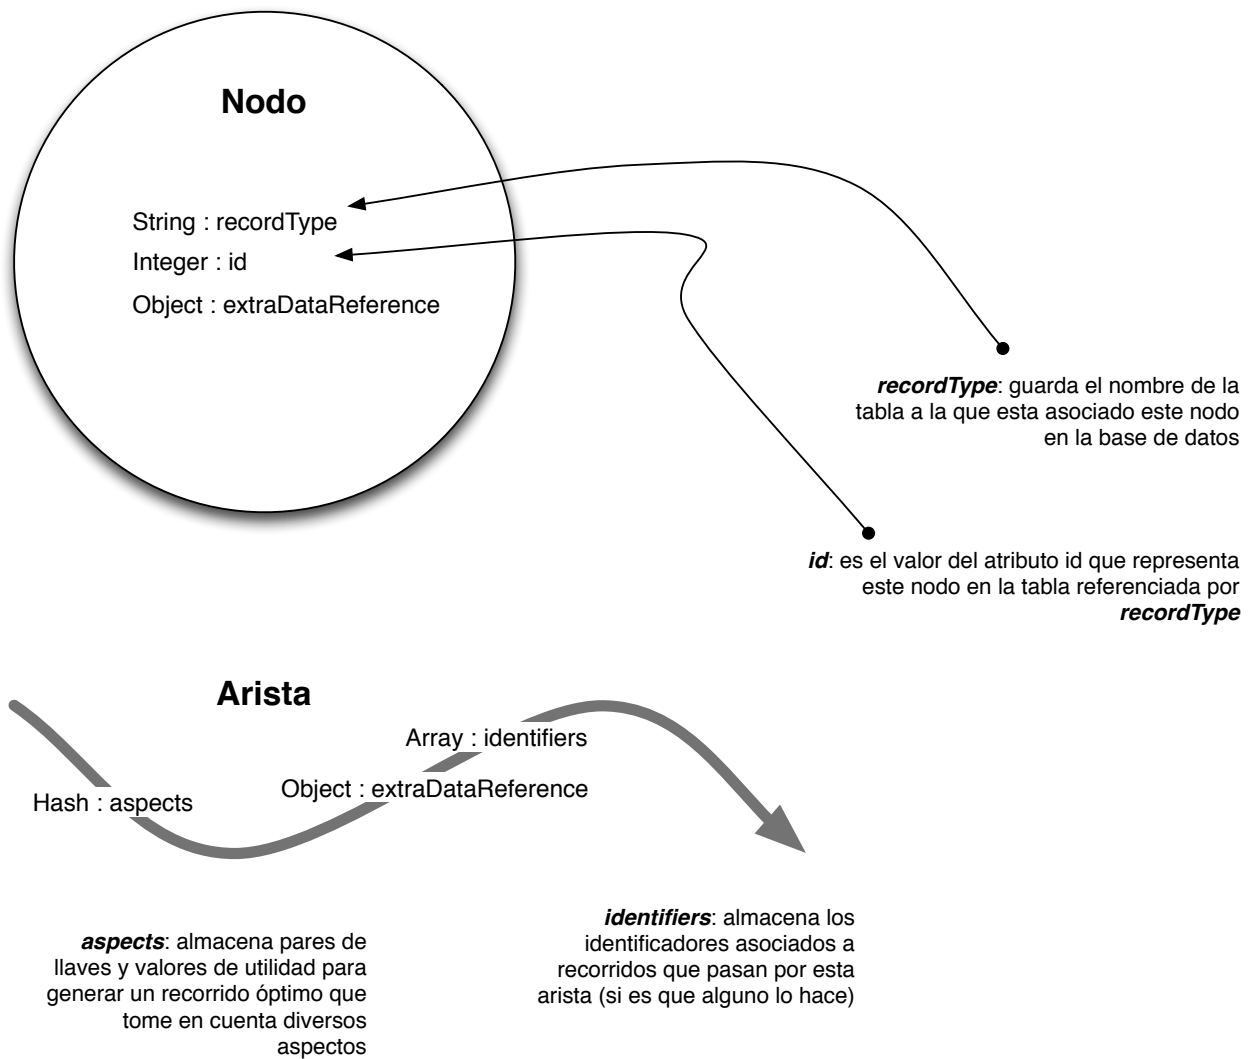 Nodo
String : recordType
Integer : id
Object : extraDataReference
recordType: guarda el nombre de la
tabla a la que esta asociado este nodo
en la base de datos
id: es el valor del atributo id que representa
este nodo en la tabla referenciada por
recordType
Arista
Array : identifiers
Object : extraDataReference
Hash : aspects
aspects: almacena pares de
llaves y valores de utilidad para
generar un recorrido óptimo que
tome en cuenta diversos
aspectos
identifiers: almacena los
identificadores asociados a
recorridos que pasan por esta
arista (si es que alguno lo hace)